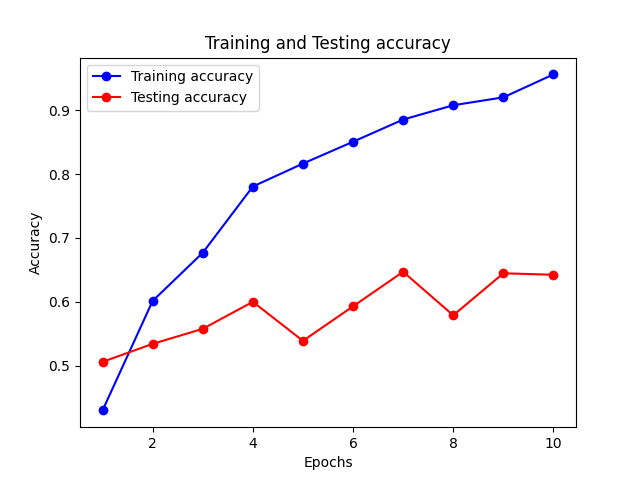 Training and Testing accuracy
Training accuracy
Testing accuracy
0.9
0.8
0.7
0.6
0.5
Accuracy
2 4 6 8 10
Epochs